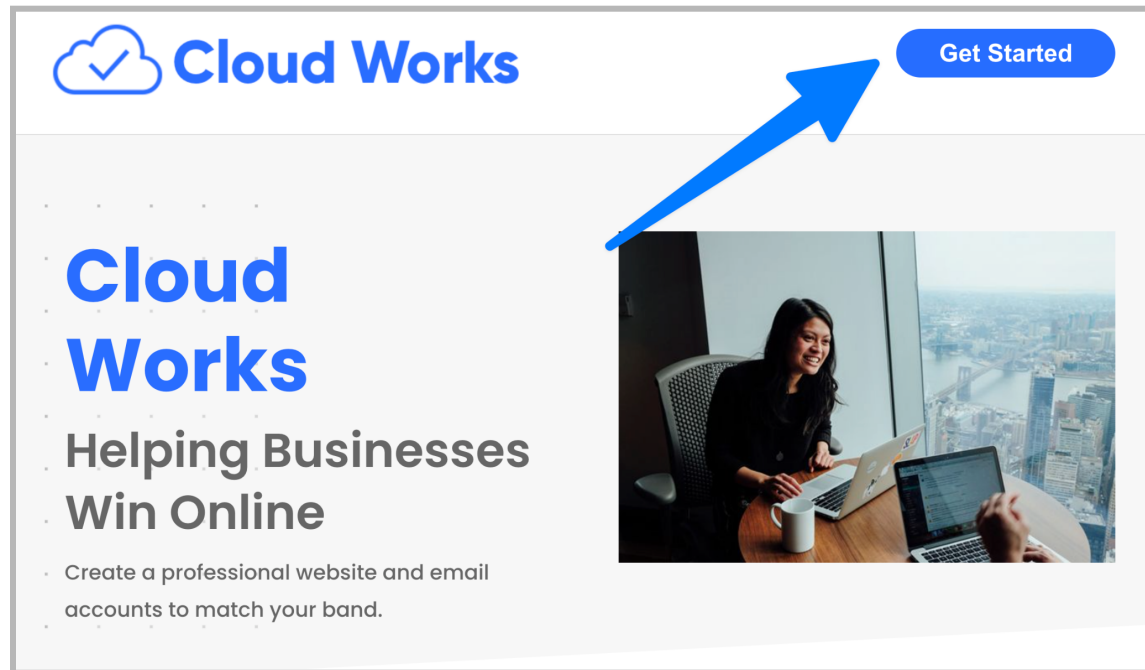 Cloud Works
Get Started
Cloud
Works
Helping Businesses
Win Online
Create a professional website and email
accounts to match your band.